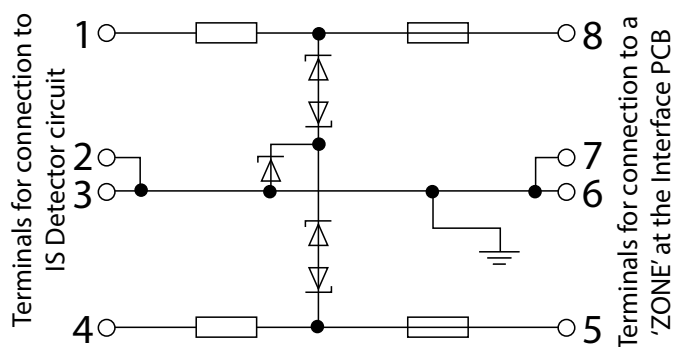 Terminals for connection to
IS Detector circuit
1
2
3
4
8
7
6
5
Terminals for connection to a
'ZONE' at the Interface PCB